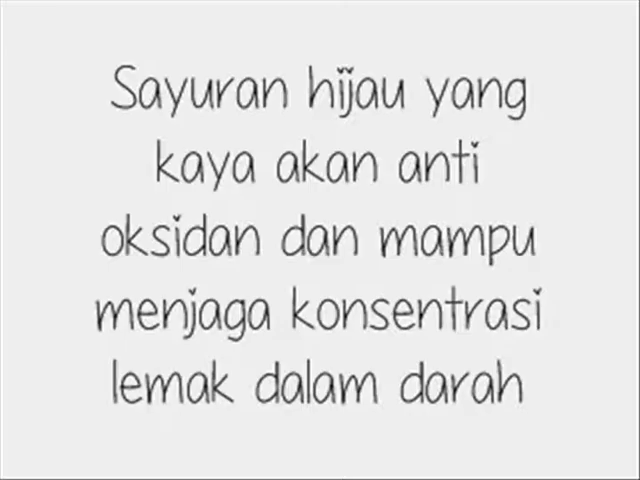 Sayuran hijau yang
kaya akan anti
oksidan dan mampu
menjaga konsentrasi
lemak dalam darah